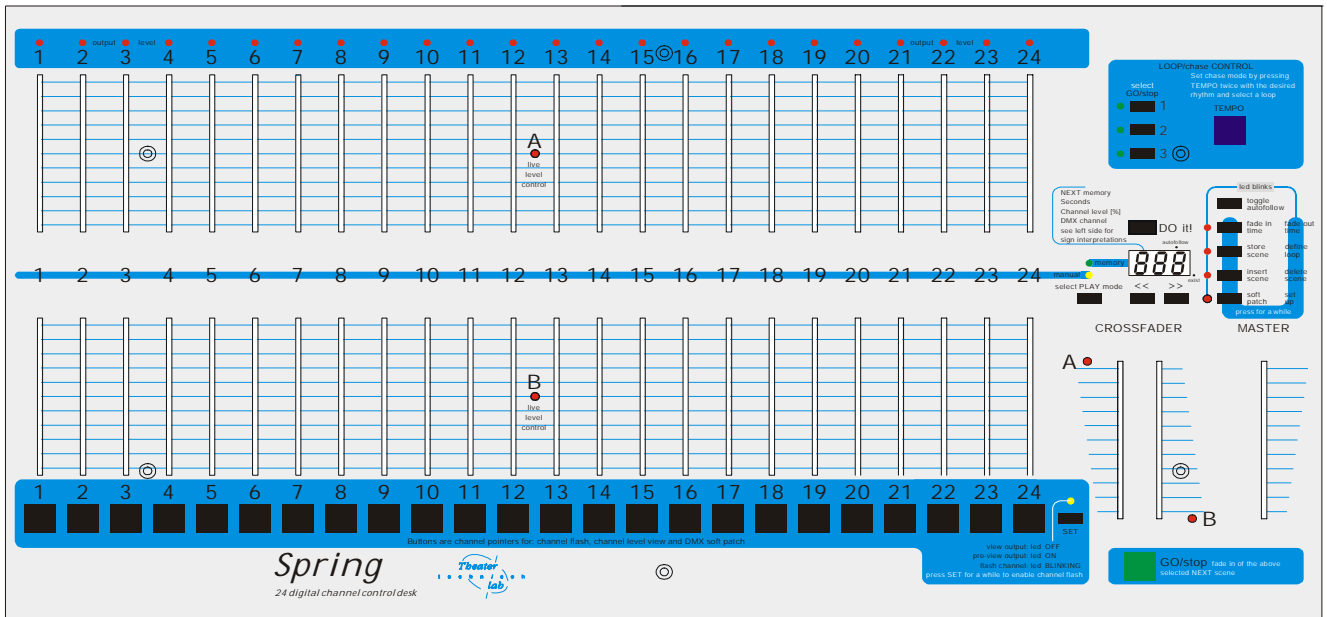 output level output level
1 2 3 4 5 6 7 8 9 10 11 12 13 14 15 16 17 18 19 20 21 22 23 24
A
live
level
control
1 2 3 4 5 6 7 8 9 10 11 12 13 14 15 16 17 18 19 20 21 22 23 24
B
live
level
control
1 2 3 4 5 6 7 8 9 10 11 12 13 14 15 16 17 18 19 20 21 22 23 24
Buttons are channel pointers for: channel flash, channel level view and DMX soft patch
SET
view output: led OFF
pre-view output: led ON
flash channel: led BLINKING
press SET for a while to enable channel flash
Spring
24 digital channel control desk
Theater
technician
lab
LOOP/chase CONTROL
Set chase mode by pressing
TEMPO twice with the desired
rhythm and select a loop
select
GO/stop
1
2
3
TEMPO
NEXT memory
Seconds
Channel level [%]
DMX channel
see left side for
sign interpretations
DO it!
autofollow
888
exist
memory
manual
select PLAY mode
<< >>
led blinks
toggle
autofollow
fade in
time
fade out
time
store
scene
define
loop
insert
scene
delete
scene
soft
patch
set
up
press for a while
CROSSFADER
MASTER
A
B
GO/stop fade in of the above
selected NEXT scene